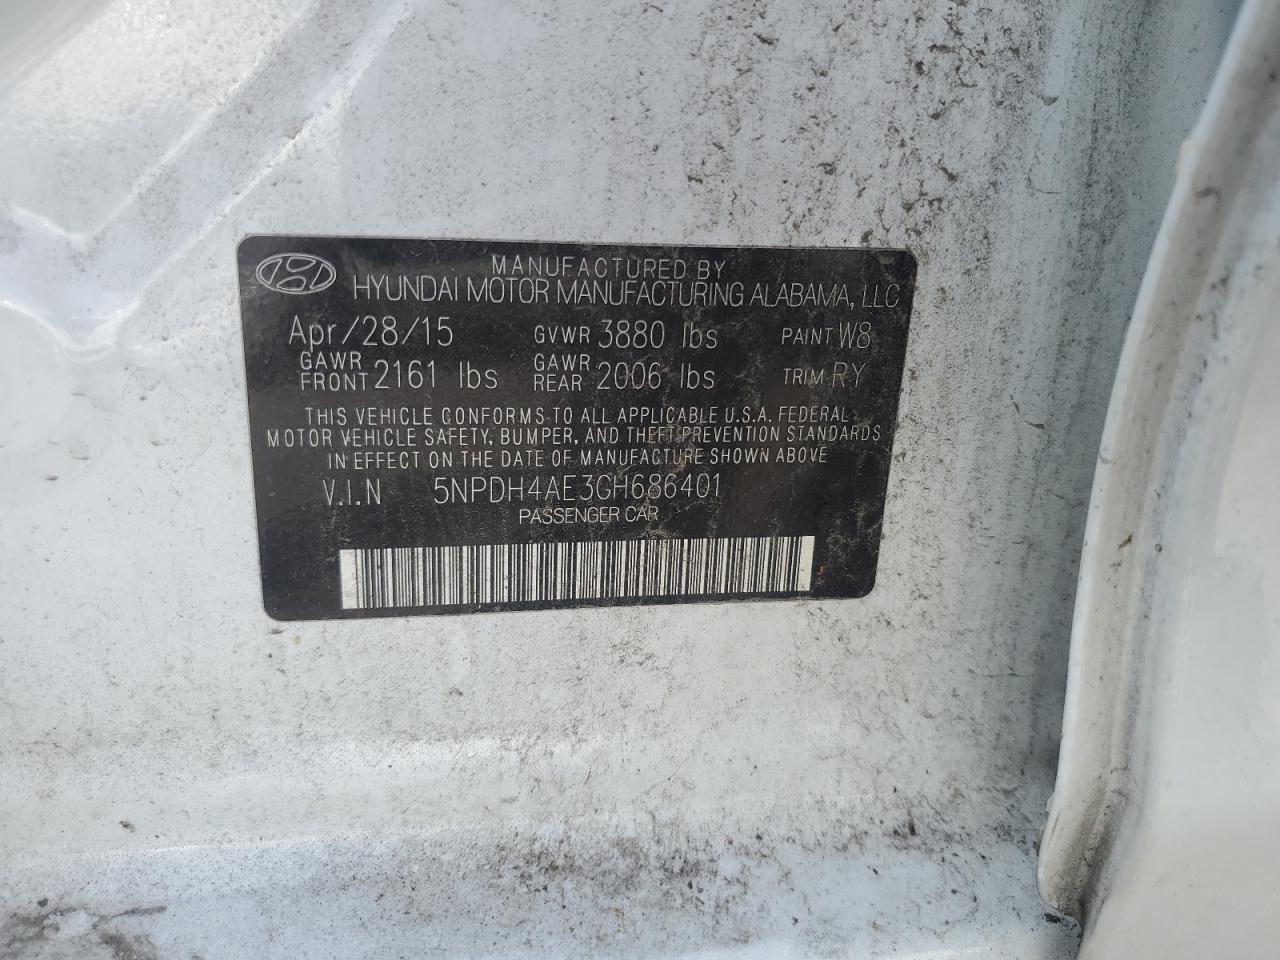 MANUFACTURED BY
HYUNDAI MOTOR MANUFACTURING ALABAMA, LLC
Apr/28/15 GVWR 3880 lbs PAINT W8
GAWR FRONT 2161 lbs GAWR REAR 2006 lbs TRIM RY
THIS VEHICLE CONFORMS TO ALL APPLICABLE U.S.A. FEDERAL
MOTOR VEHICLE SAFETY, BUMPER, AND THEFT PREVENTION STANDARDS
IN EFFECT ON THE DATE OF MANUFACTURE SHOWN ABOVE
V.I.N 5NPDH4AE3GH686401
PASSENGER CAR